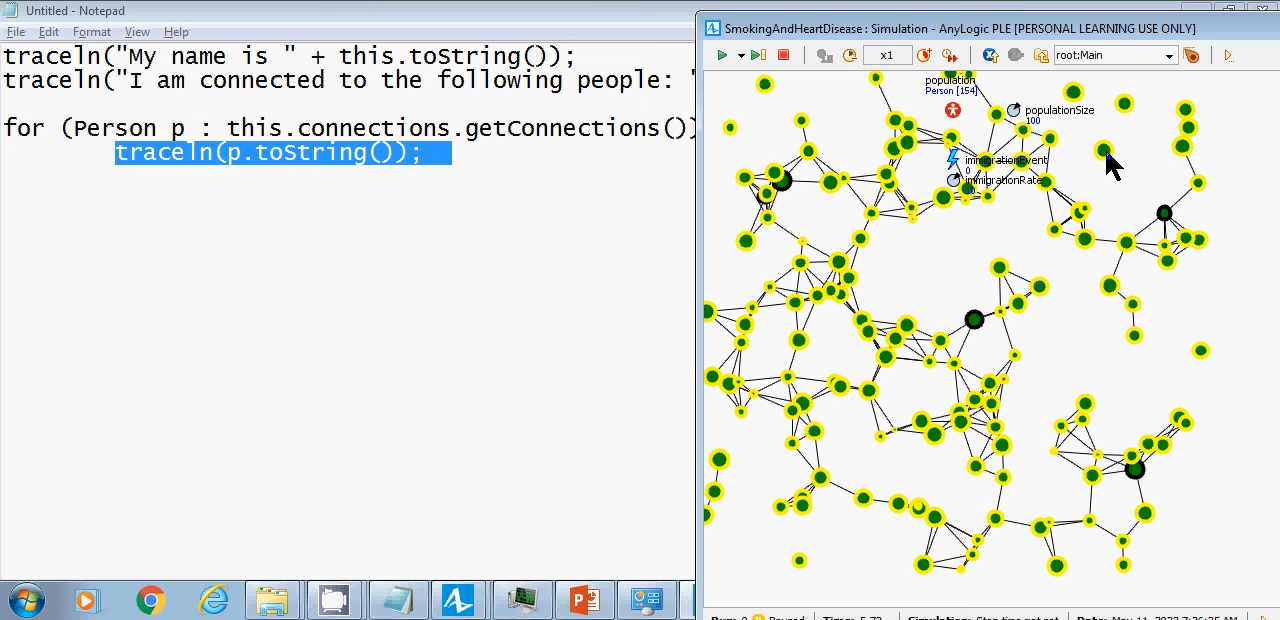 Untitled - Notepad
File Edit Format View Help
traceln("My name is " + this.toString());
traceln("I am connected to the following people: "
for (Person p : this.connections.getConnections())
traceln(p.toString());
SmokingAndHeartDisease : Simulation - AnyLogic PLE [PERSONAL LEARNING USE ONLY]
x1
root:Main
population
Person [154]
populationSize
100
immigrationEvent
0
immigrationRate
Paused